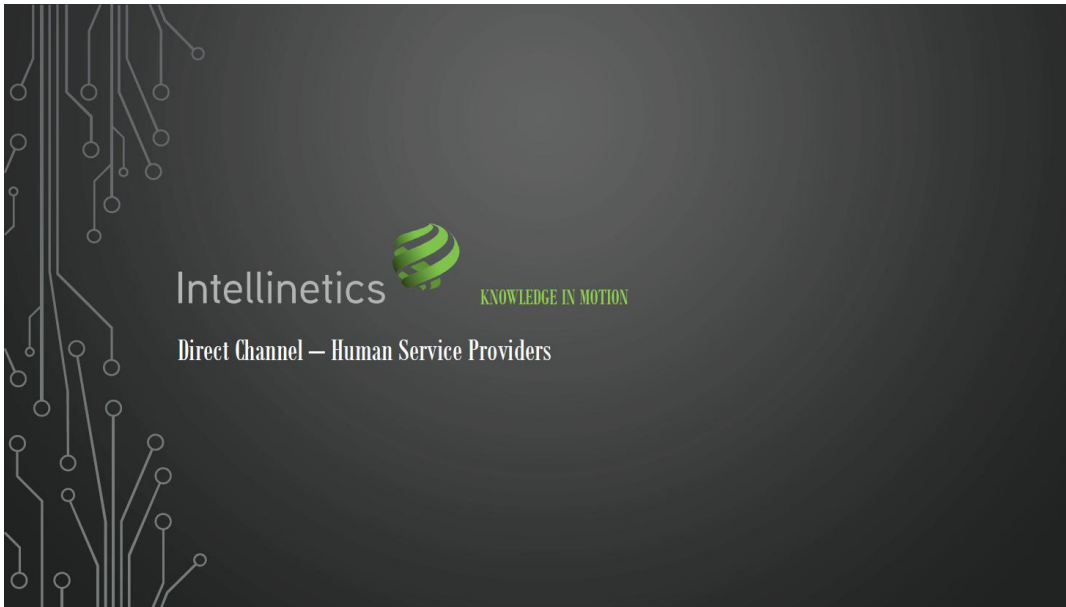 Intellinetics KNOWLEDGE IN MOTION
Direct Channel – Human Service Providers